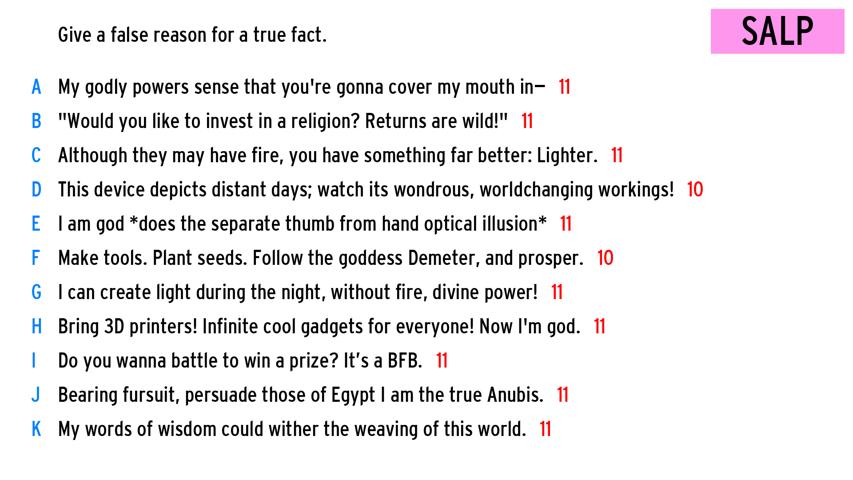 Give a false reason for a true fact.
SALP
A My godly powers sense that you're gonna cover my mouth in— 11
B "Would you like to invest in a religion? Returns are wild!" 11
C Although they may have fire, you have something far better: Lighter. 11
D This device depicts distant days; watch its wondrous, worldchanging workings! 10
E I am god *does the separate thumb from hand optical illusion* 11
F Make tools. Plant seeds. Follow the goddess Demeter, and prosper. 10
G I can create light during the night, without fire, divine power! 11
H Bring 3D printers! Infinite cool gadgets for everyone! Now I'm god. 11
I Do you wanna battle to win a prize? It’s a BFB. 11
J Bearing fursuit, persuade those of Egypt I am the true Anubis. 11
K My words of wisdom could wither the weaving of this world. 11